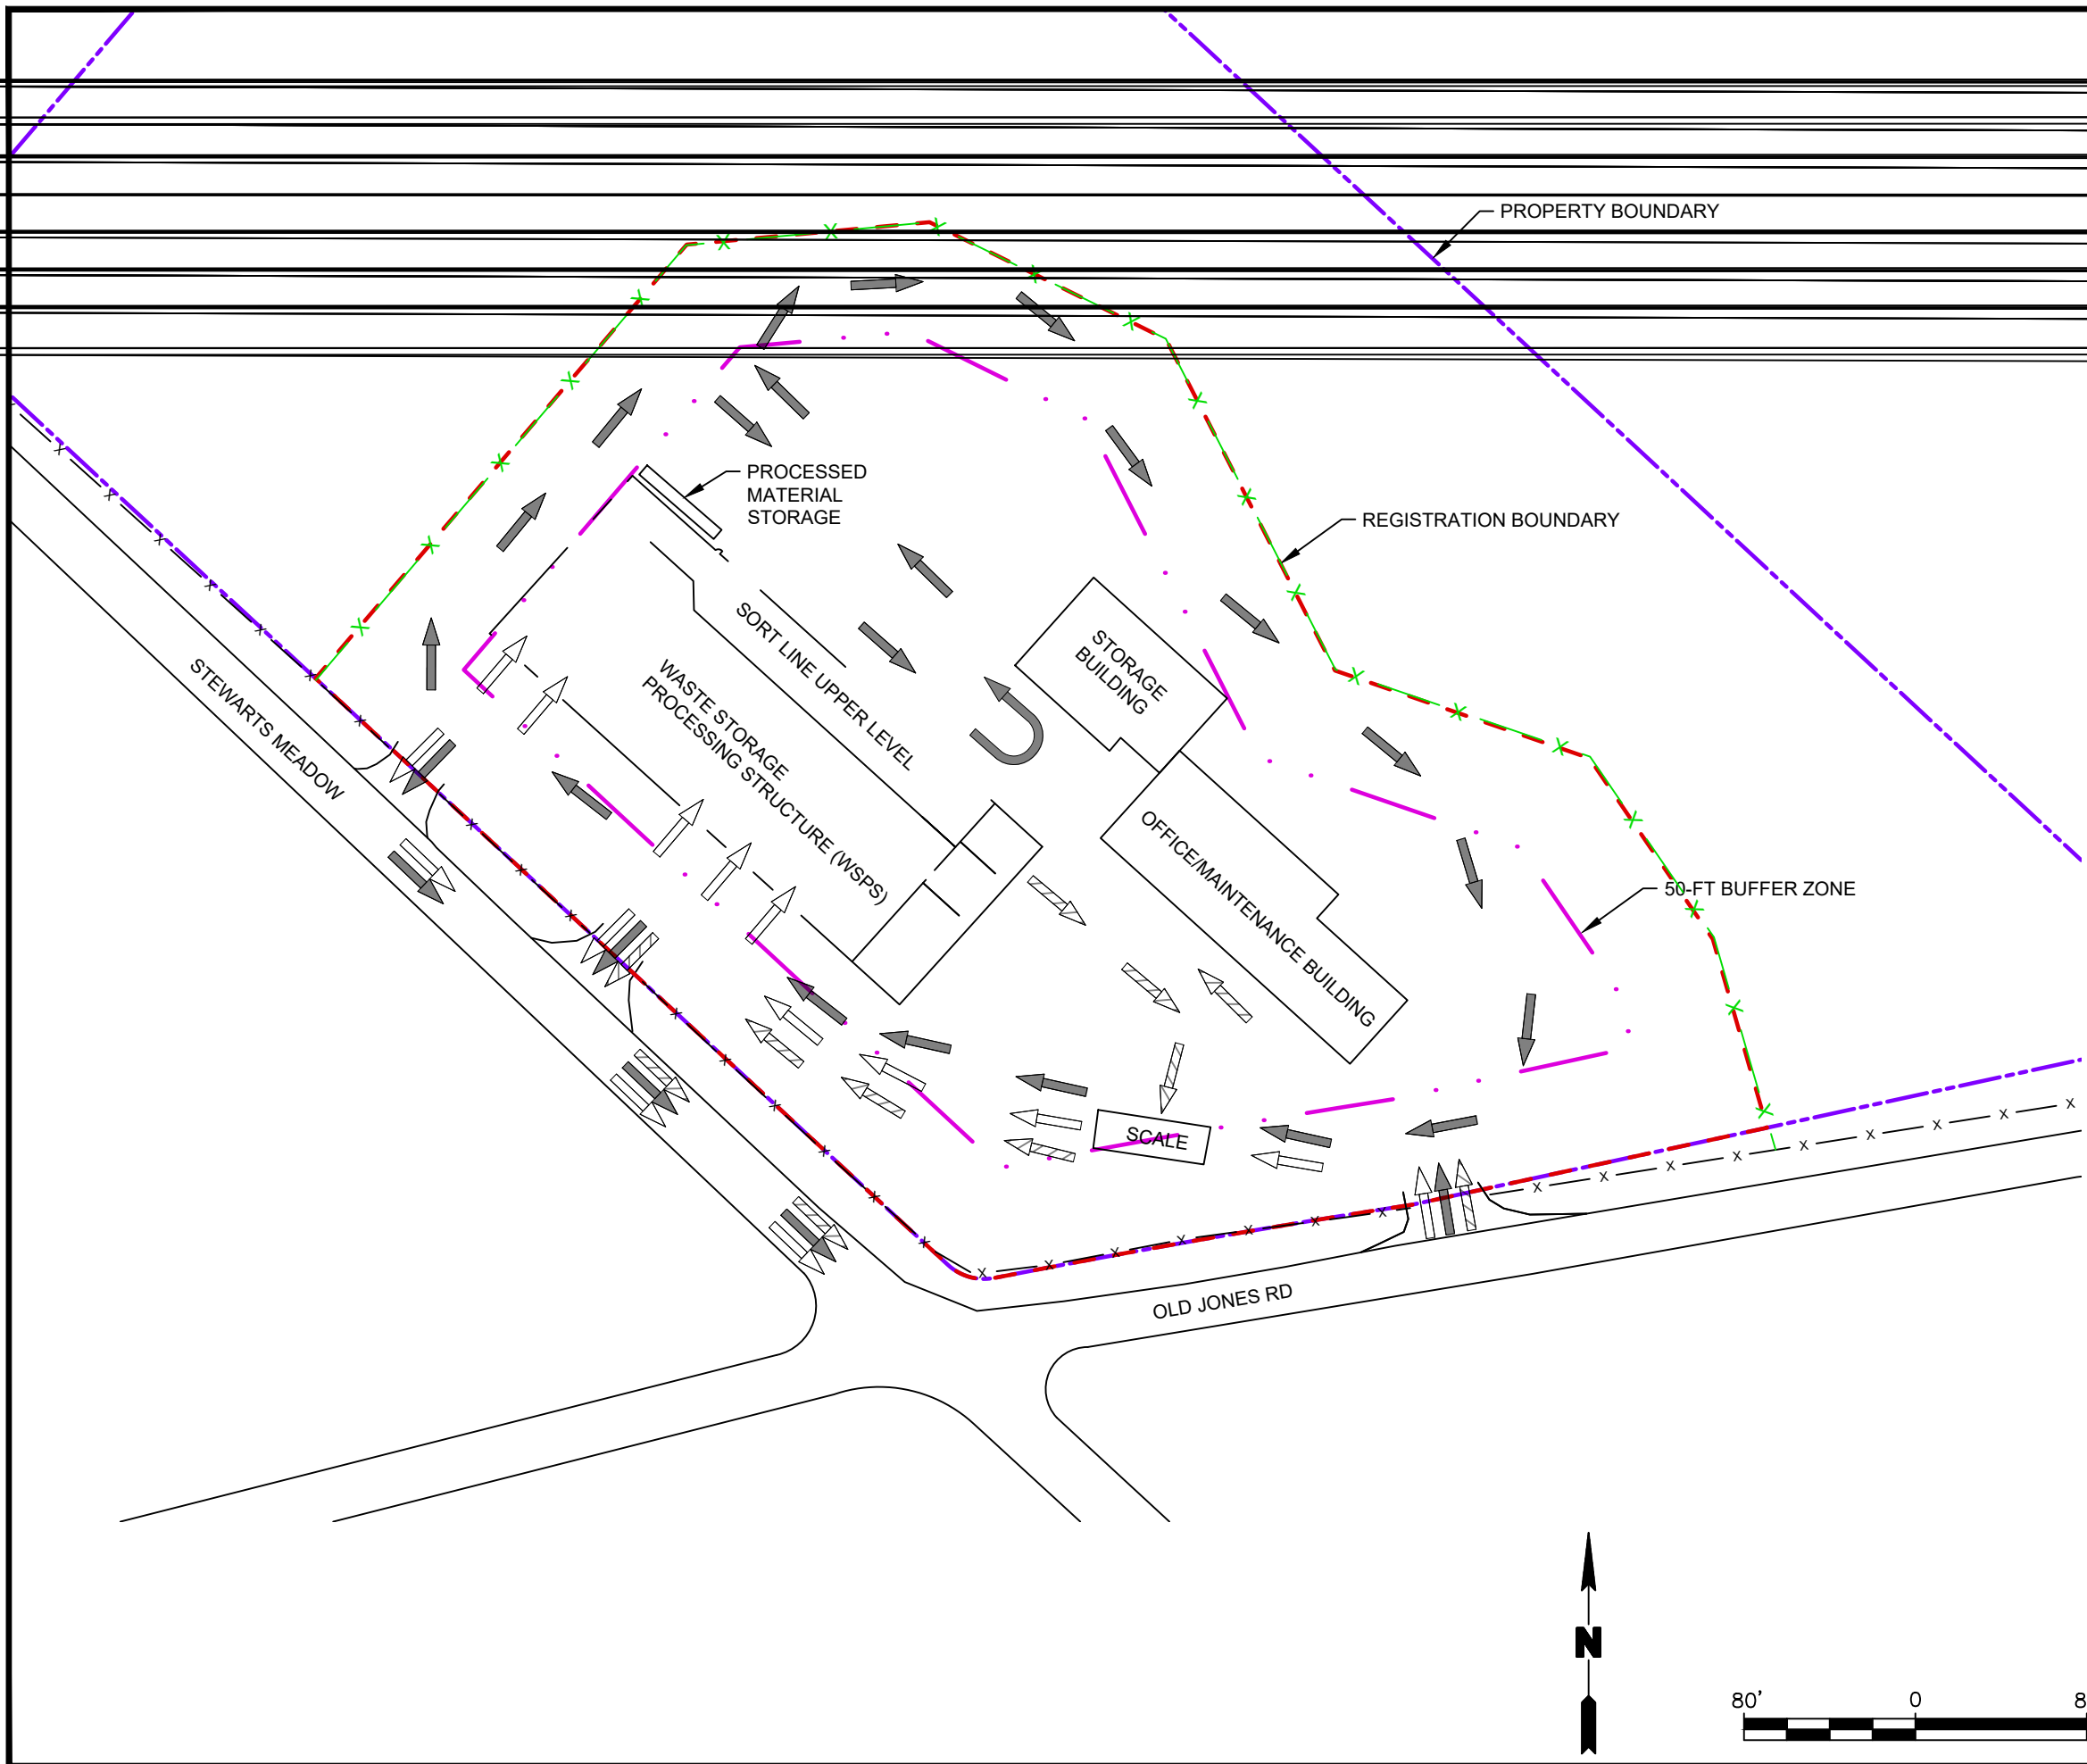 PROPERTY BOUNDARY
PROCESSED
MATERIAL
STORAGE
REGISTRATION BOUNDARY
SORT LINE UPPER LEVEL
STORAGE
BUILDING
WASTE STORAGE
PROCESSING STRUCTURE (WSPS)
STEWARTS MEADOW
OFFICE/MAINTENANCE BUILDING
50-FT BUFFER ZONE
SCALE
OLD JONES RD
N
80' 0 8